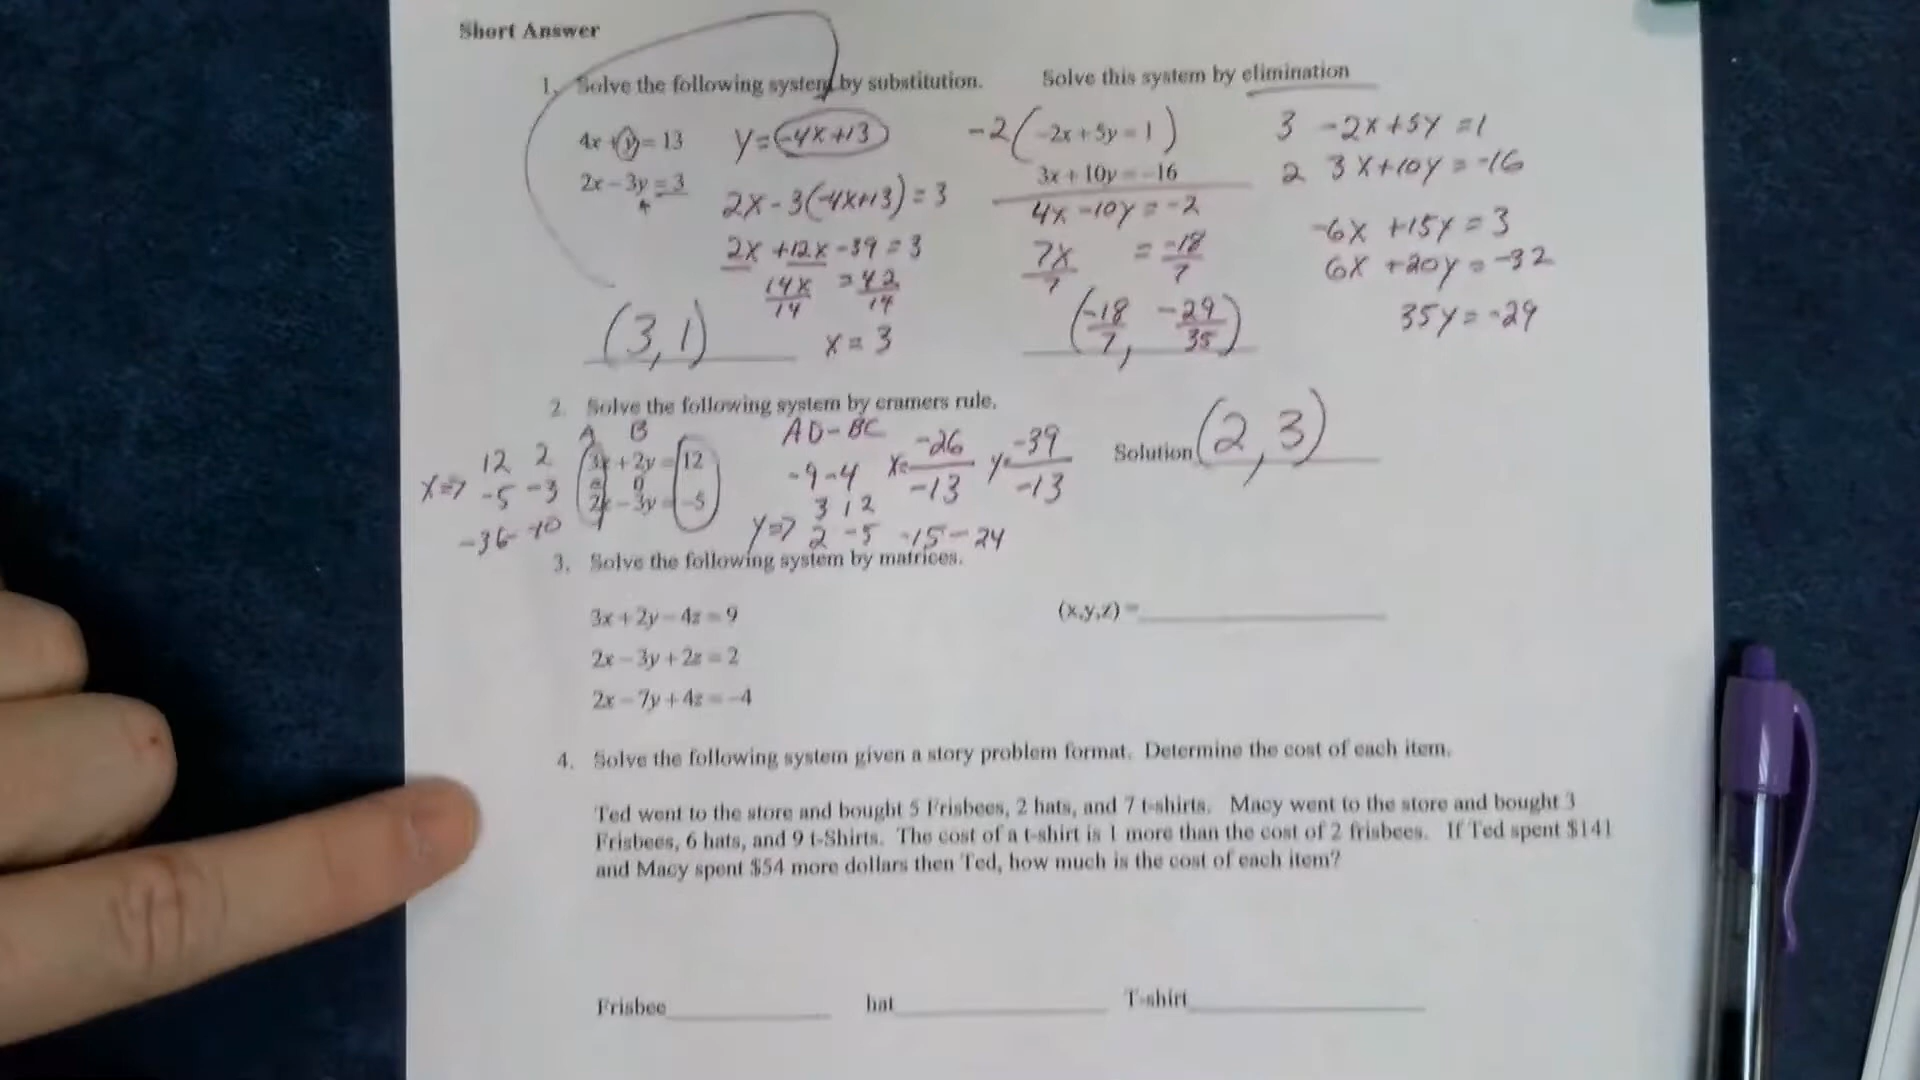 Short Answer
1. Solve the following system by substitution.
4x + y = 13
2x - 3y = 3
y = -4x+13
2x - 3(-4x+13) = 3
2x +12x -39 = 3
14x = 42
14 14
x = 3
(3,1)
Solve this system by elimination
-2( -2x + 5y = 1 )
3x + 10y = -16
4x -10y = -2
7x = -18
7 7
(-18/7, -29/35)
3 -2x+5y =1
2 3x+10y = -16
-6x +15y = 3
6x +20y = -32
35y = -29
2. Solve the following system by cramers rule.
A B
3x + 2y = 12
C D
2x - 3y = -5
x => 12 2
-5 -3
-36 -10
AD-BC
-9-4
x = -26/-13
y = -39/-13
y => 3 12
2 -5
-15 - 24
Solution (2,3)
3. Solve the following system by matrices.
3x + 2y - 4z = 9
2x - 3y + 2z = 2
2x - 7y + 4z = -4
(x,y,z) =
4. Solve the following system given a story problem format. Determine the cost of each item.
Ted went to the store and bought 5 Frisbees, 2 hats, and 7 t-shirts. Macy went to the store and bought 3
Frisbees, 6 hats, and 9 t-Shirts. The cost of a t-shirt is 1 more than the cost of 2 frisbees. If Ted spent $141
and Macy spent $54 more dollars then Ted, how much is the cost of each item?
Frisbee hat T-shirt